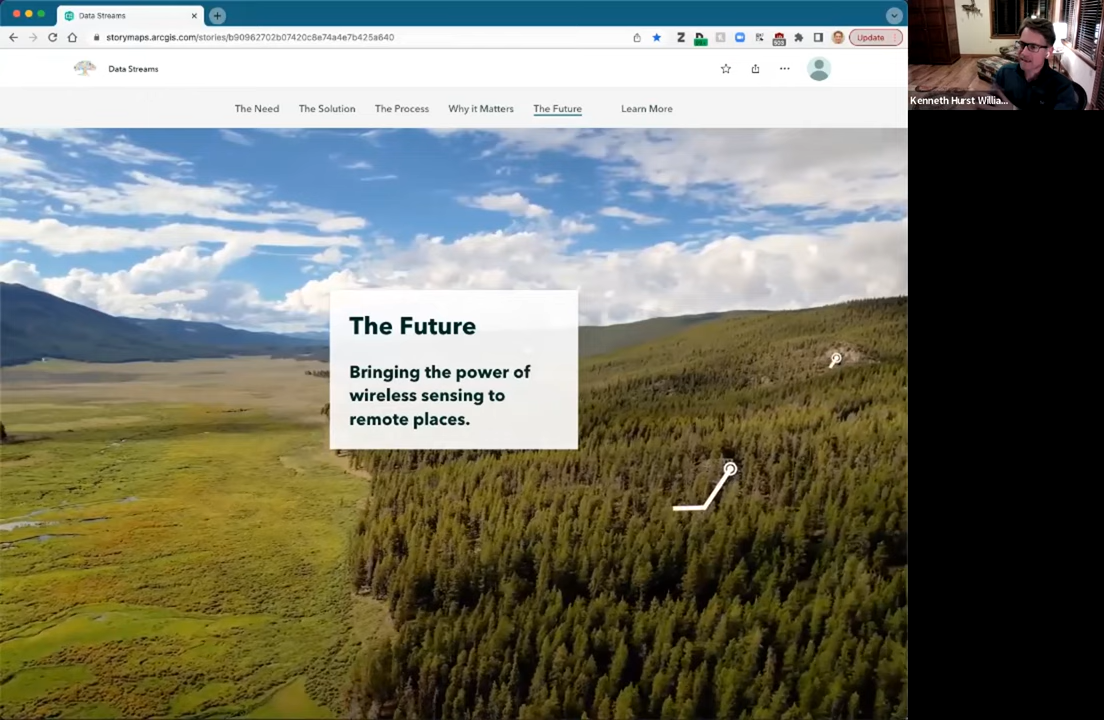 Data Streams
storymaps.arcgis.com/stories/b90962702b07420c8e74a4e7b425a640
Update
Data Streams
The Need
The Solution
The Process
Why it Matters
The Future
Learn More
The Future
Bringing the power of
wireless sensing to
remote places.
Kenneth Hurst Willia...